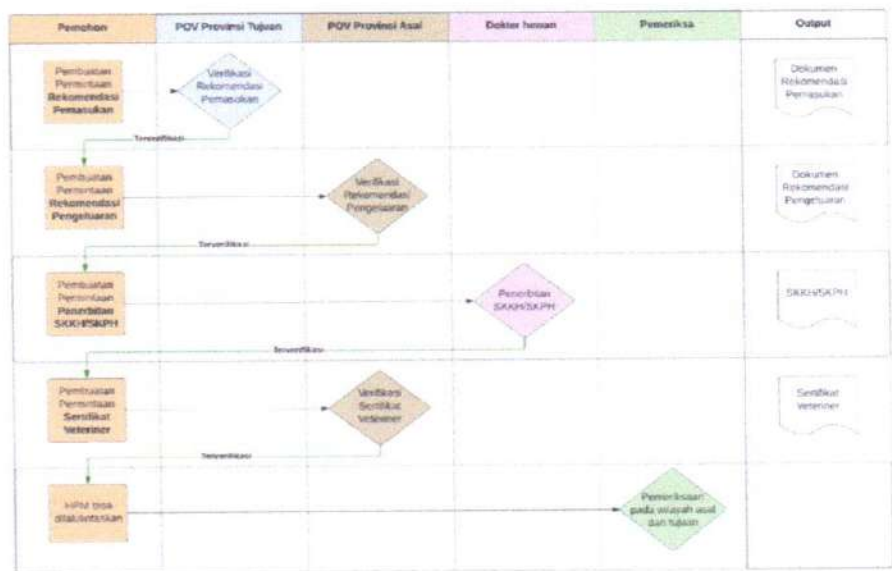 Pemohon
POV Provinsi Tujuan
POV Provinsi Asal
Dokter hewan
Pemeriksa
Output
Pembuatan
Permintaan
Rekomendasi
Pemasukan
Verifikasi
Rekomendasi
Pemasukan
Dokumen
Rekomendasi
Pemasukan
Terverifikasi
Pembuatan
Permintaan
Rekomendasi
Pengeluaran
Verifikasi
Rekomendasi
Pengeluaran
Dokumen
Rekomendasi
Pengeluaran
Terverifikasi
Pembuatan
Permintaan
Penerbitan
SKKH/SKPH
Penerbitan
SKKH/SKPH
SKKH/SKPH
Terverifikasi
Pembuatan
Permintaan
Sertifikat
Veteriner
Verifikasi
Sertifikat
Veteriner
Sertifikat
Veteriner
Terverifikasi
HPM bisa
dilalulintaskan
Pemeriksaan
pada wilayah asal
dan tujuan